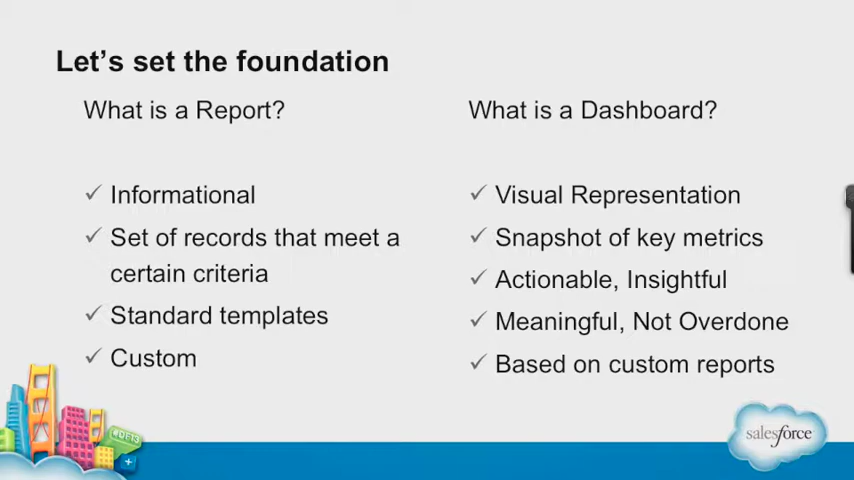 Let's set the foundation
What is a Report?
Informational
Set of records that meet a
certain criteria
Standard templates
Custom
What is a Dashboard?
Visual Representation
Snapshot of key metrics
Actionable, Insightful
Meaningful, Not Overdone
Based on custom reports
salesforce